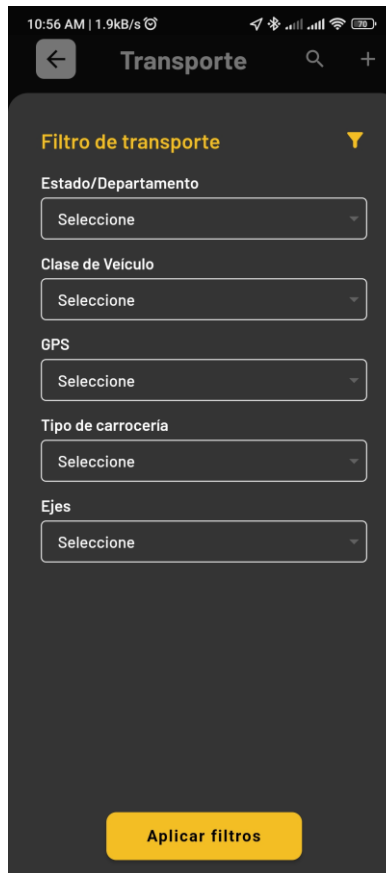 10:56 AM | 1.9kB/s
70
Transporte
Filtro de transporte
Estado/Departamento
Seleccione
Clase de Veículo
Seleccione
GPS
Seleccione
Tipo de carrocería
Seleccione
Ejes
Seleccione
Aplicar filtros